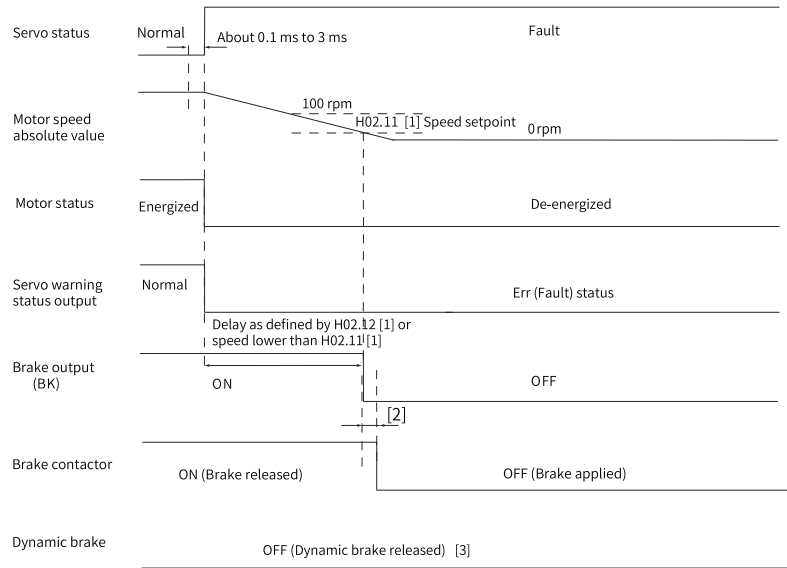 Servo status
Normal
About 0.1 ms to 3 ms
Fault
Motor speed
absolute value
100 rpm
H02.11 [1] Speed setpoint
0 rpm
Motor status
Energized
De-energized
Servo warning
status output
Normal
Err (Fault) status
Delay as defined by H02.12 [1] or
speed lower than H02.11 [1]
Brake output
(BK)
ON
OFF
[2]
Brake contactor
ON (Brake released)
OFF (Brake applied)
Dynamic brake
OFF (Dynamic brake released) [3]